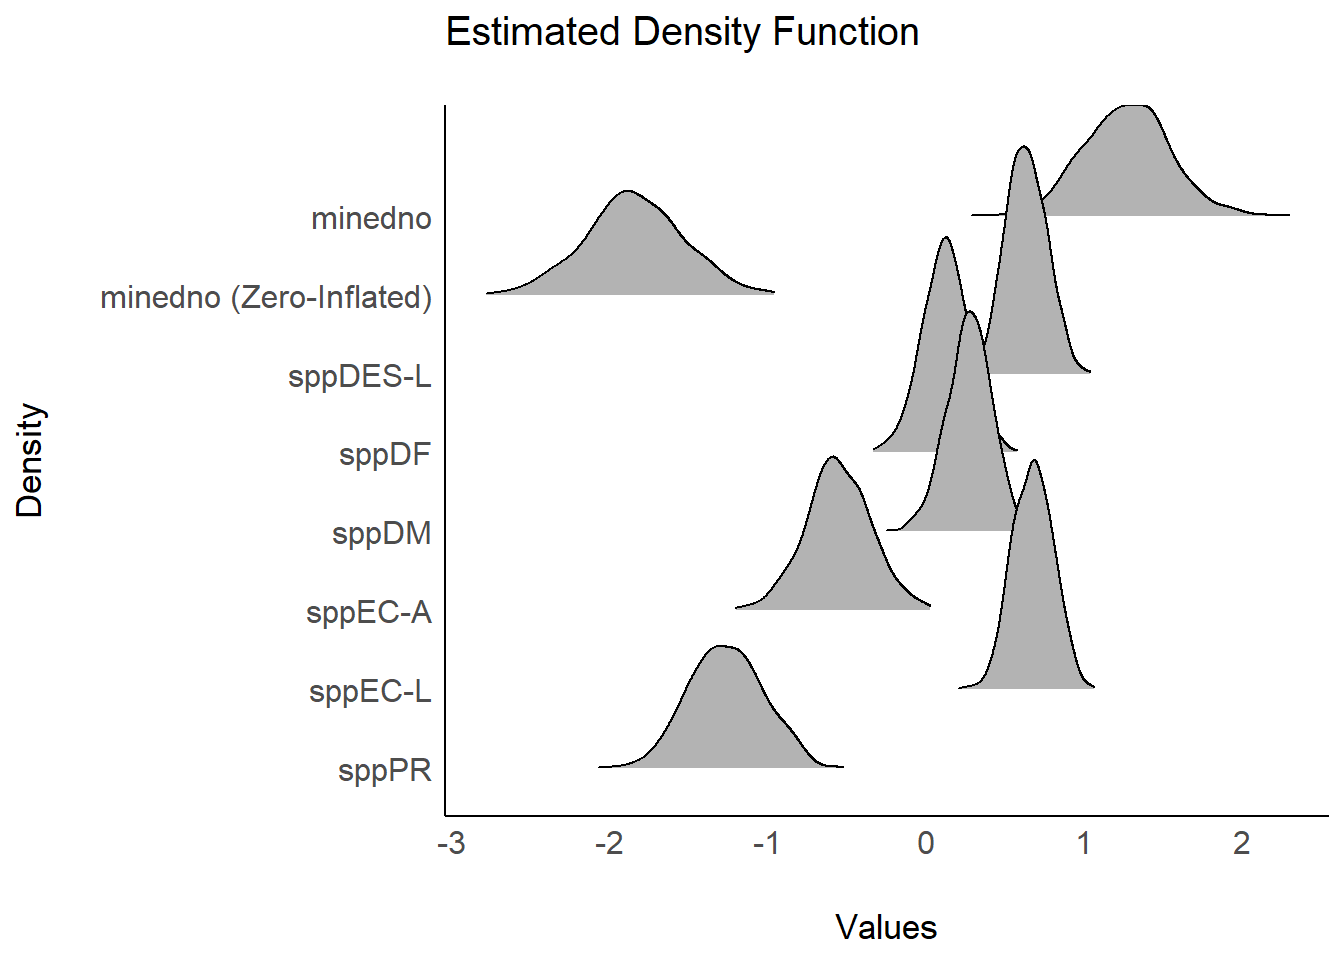 Estimated Density Function
minedno
minedno (Zero-Inflated)
sppDES-L
sppDF
sppDM
sppEC-A
sppEC-L
sppPR
Density
-3 -2 -1 0 1 2
Values